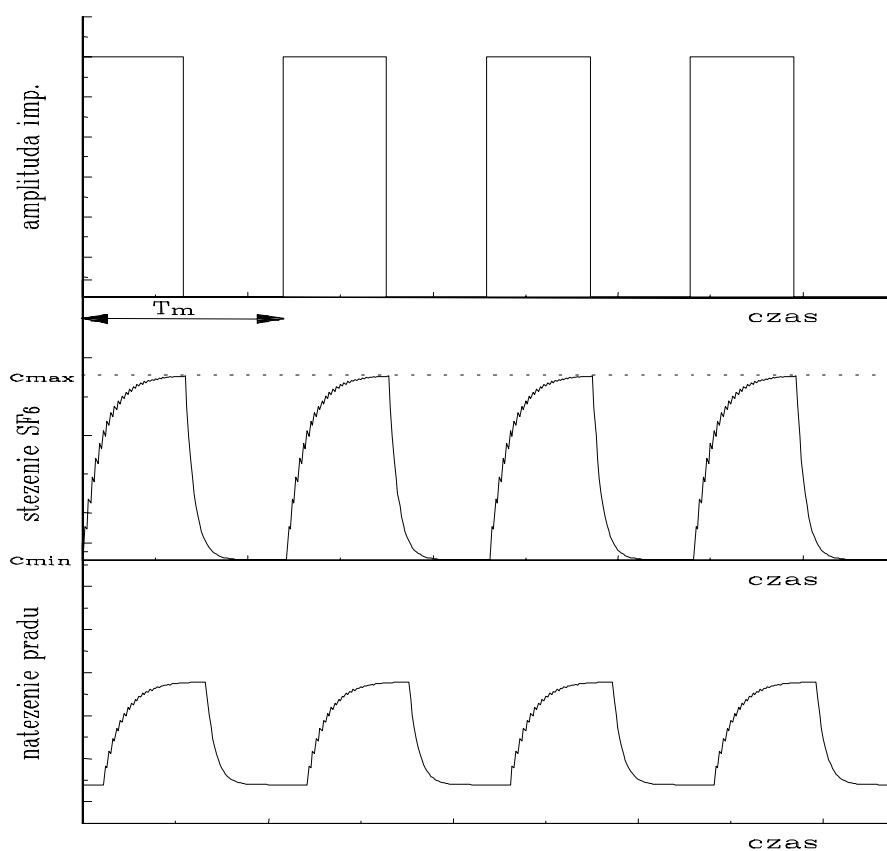 amplituda imp.
Tm
czas
cmax
stezenie SF6
cmin
czas
natezenie pradu
czas